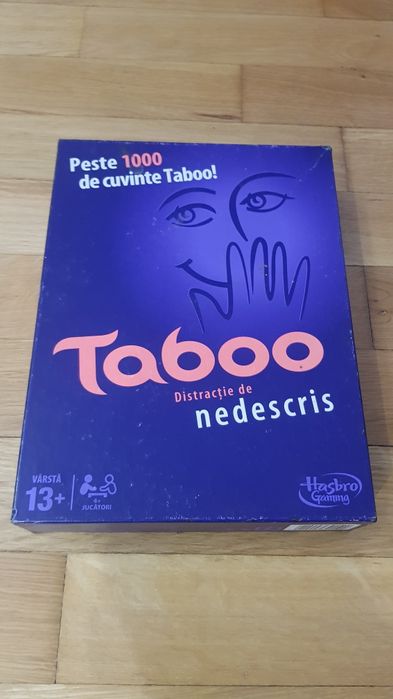 Peste 1000
de cuvinte Taboo!
Taboo
Distracție de
nedescris
VÂRSTĂ
13+
4+
JUCĂTORI
Hasbro
Gaming